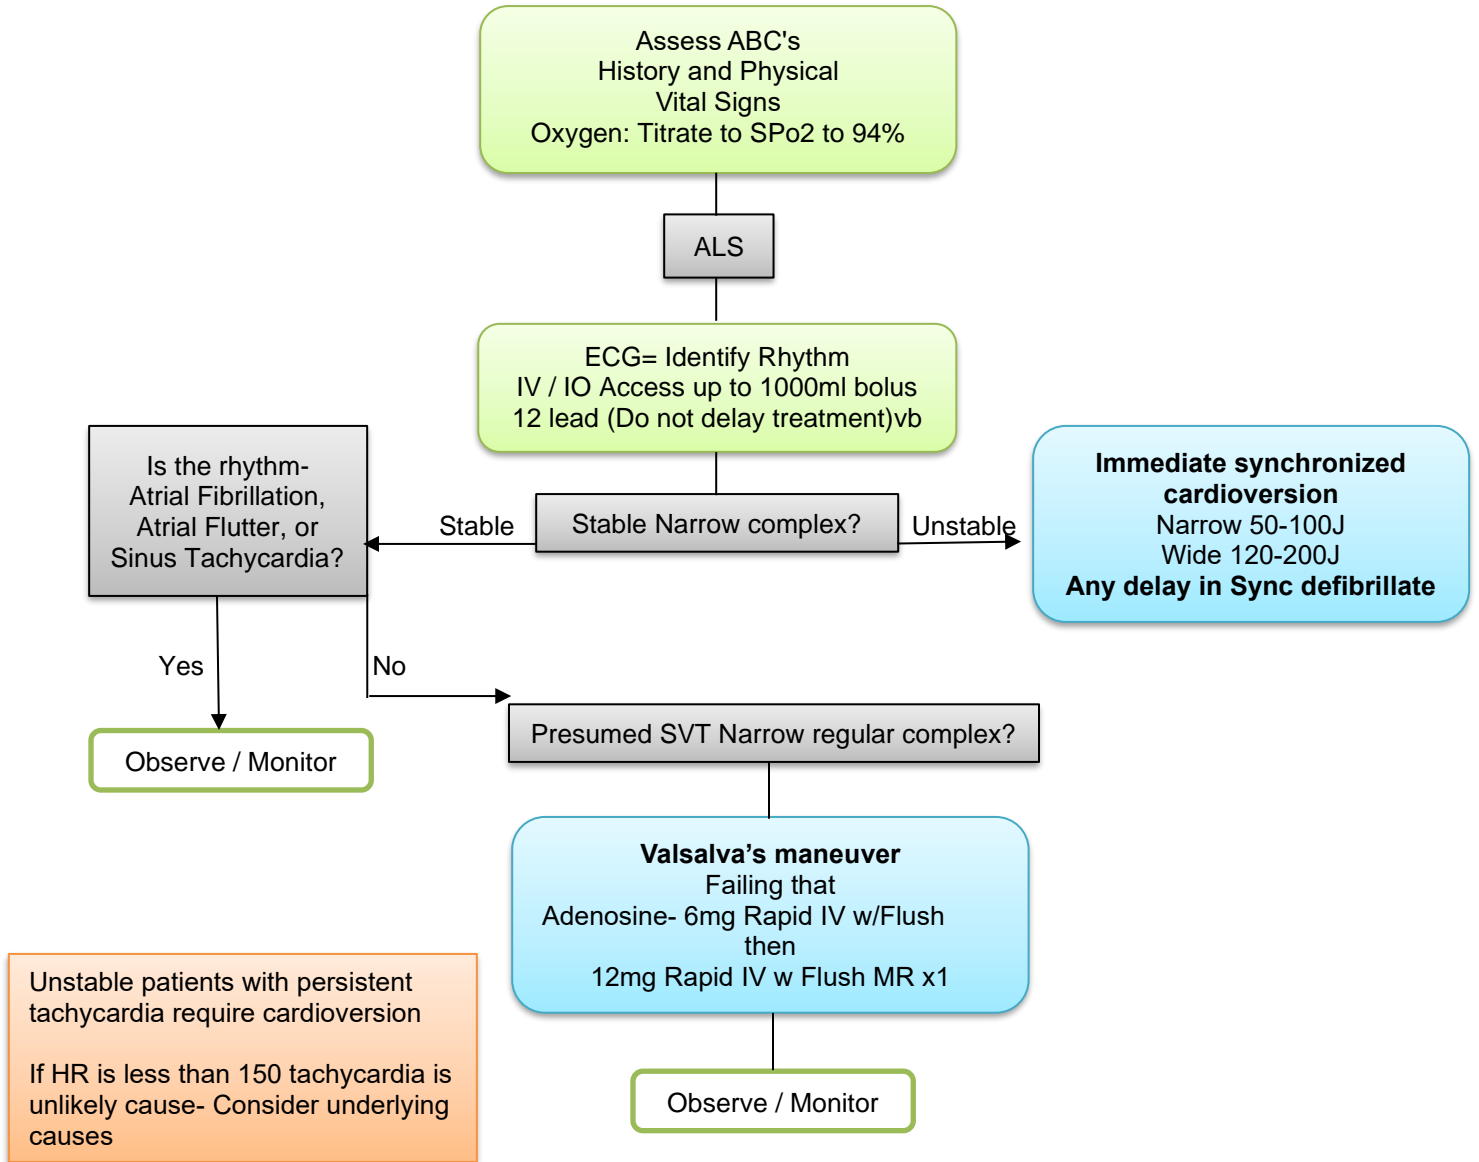 Assess ABC's
History and Physical
Vital Signs
Oxygen: Titrate to SPo2 to 94%
ALS
ECG= Identify Rhythm
IV / IO Access up to 1000ml bolus
12 lead (Do not delay treatment)vb
Stable Narrow complex?
Stable
Unstable
Is the rhythm-
Atrial Fibrillation,
Atrial Flutter, or
Sinus Tachycardia?
Immediate synchronized
cardioversion
Narrow 50-100J
Wide 120-200J
Any delay in Sync defibrillate
Yes
No
Observe / Monitor
Presumed SVT Narrow regular complex?
Valsalva's maneuver
Failing that
Adenosine- 6mg Rapid IV w/Flush
then
12mg Rapid IV w Flush MR x1
Observe / Monitor
Unstable patients with persistent
tachycardia require cardioversion
If HR is less than 150 tachycardia is
unlikely cause- Consider underlying
causes